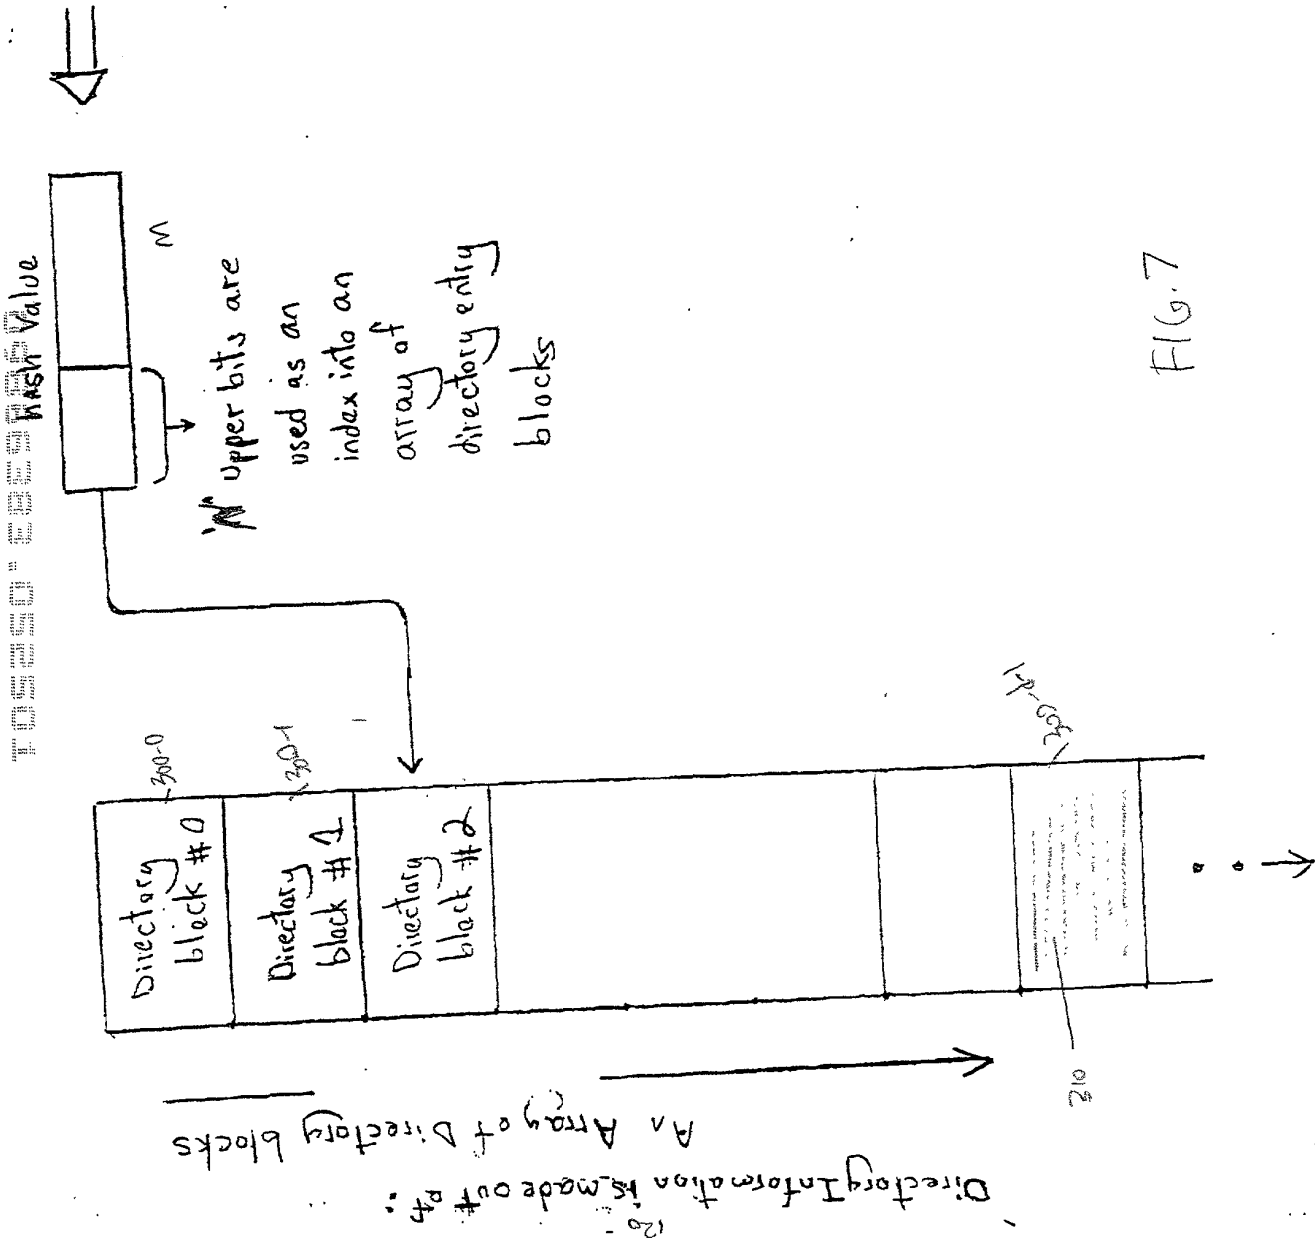 Hash Value
M
"N" Upper bits are
used as an
index into an
array of
directory entry
blocks
Directory
block #0
300-0
Directory
block #1
300-1
Directory
block #2
310
Directory Information is made out of:
120
An Array of Directory blocks
FIG. 7